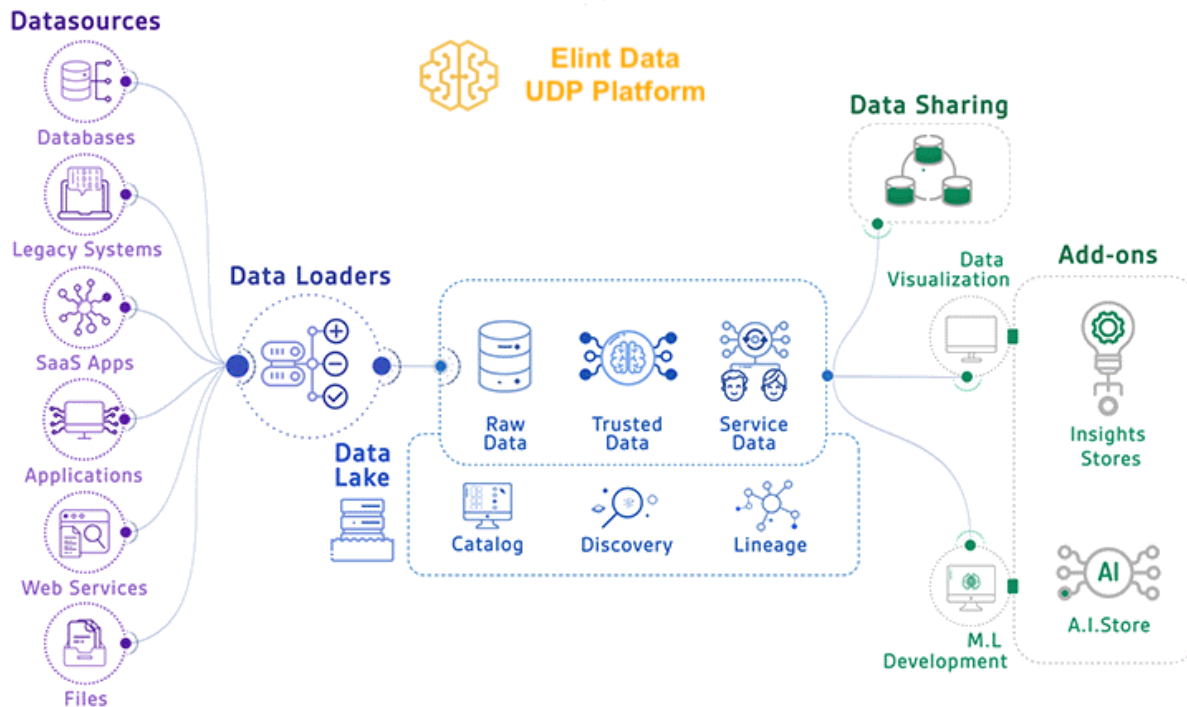 Datasources
Databases
Legacy Systems
SaaS Apps
Applications
Web Services
Files
Elint Data
UDP Platform
Data Loaders
Data
Lake
Raw
Data
Trusted
Data
Service
Data
Catalog
Discovery
Lineage
Data Sharing
Data
Visualization
M.L
Development
Add-ons
Insights
Stores
AI
A.I.Store